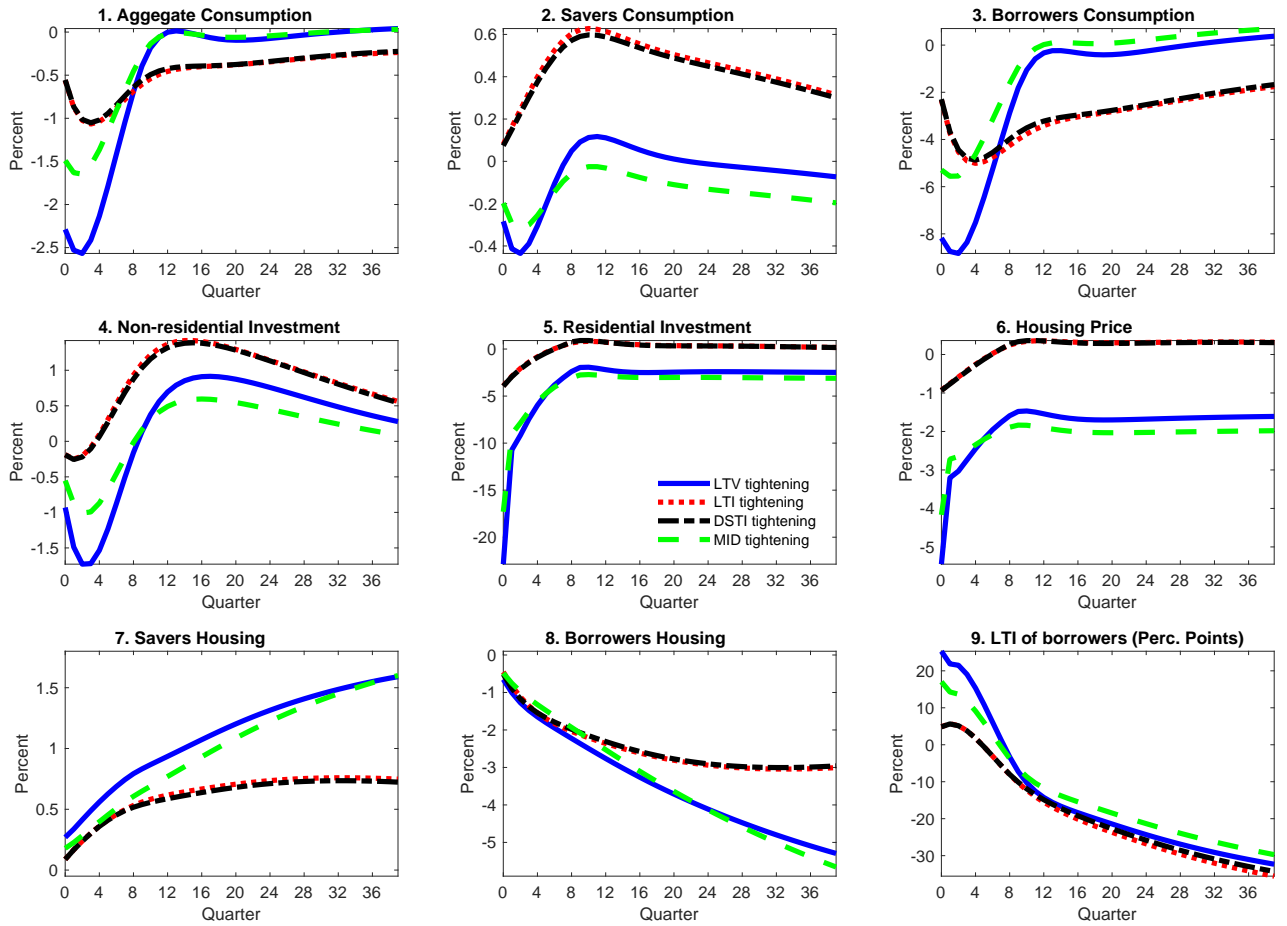 1. Aggegate Consumption
0
-0.5
-1
-1.5
-2
-2.5
Percent
0 4 8 12 16 20 24 28 32 36
Quarter
2. Savers Consumption
0.6
0.4
0.2
0
-0.2
-0.4
Percent
0 4 8 12 16 20 24 28 32 36
Quarter
3. Borrowers Consumption
0
-2
-4
-6
-8
Percent
0 4 8 12 16 20 24 28 32 36
Quarter
4. Non-residential Investment
1
0.5
0
-0.5
-1
-1.5
Percent
0 4 8 12 16 20 24 28 32 36
Quarter
5. Residential Investment
0
-5
-10
-15
-20
Percent
LTV tightening
LTI tightening
DSTI tightening
MID tightening
0 4 8 12 16 20 24 28 32 36
Quarter
6. Housing Price
0
-1
-2
-3
-4
-5
Percent
0 4 8 12 16 20 24 28 32 36
Quarter
7. Savers Housing
1.5
1
0.5
0
Percent
0 4 8 12 16 20 24 28 32 36
Quarter
8. Borrowers Housing
0
-1
-2
-3
-4
-5
Percent
0 4 8 12 16 20 24 28 32 36
Quarter
9. LTI of borrowers (Perc. Points)
20
10
0
-10
-20
-30
Percent
0 4 8 12 16 20 24 28 32 36
Quarter